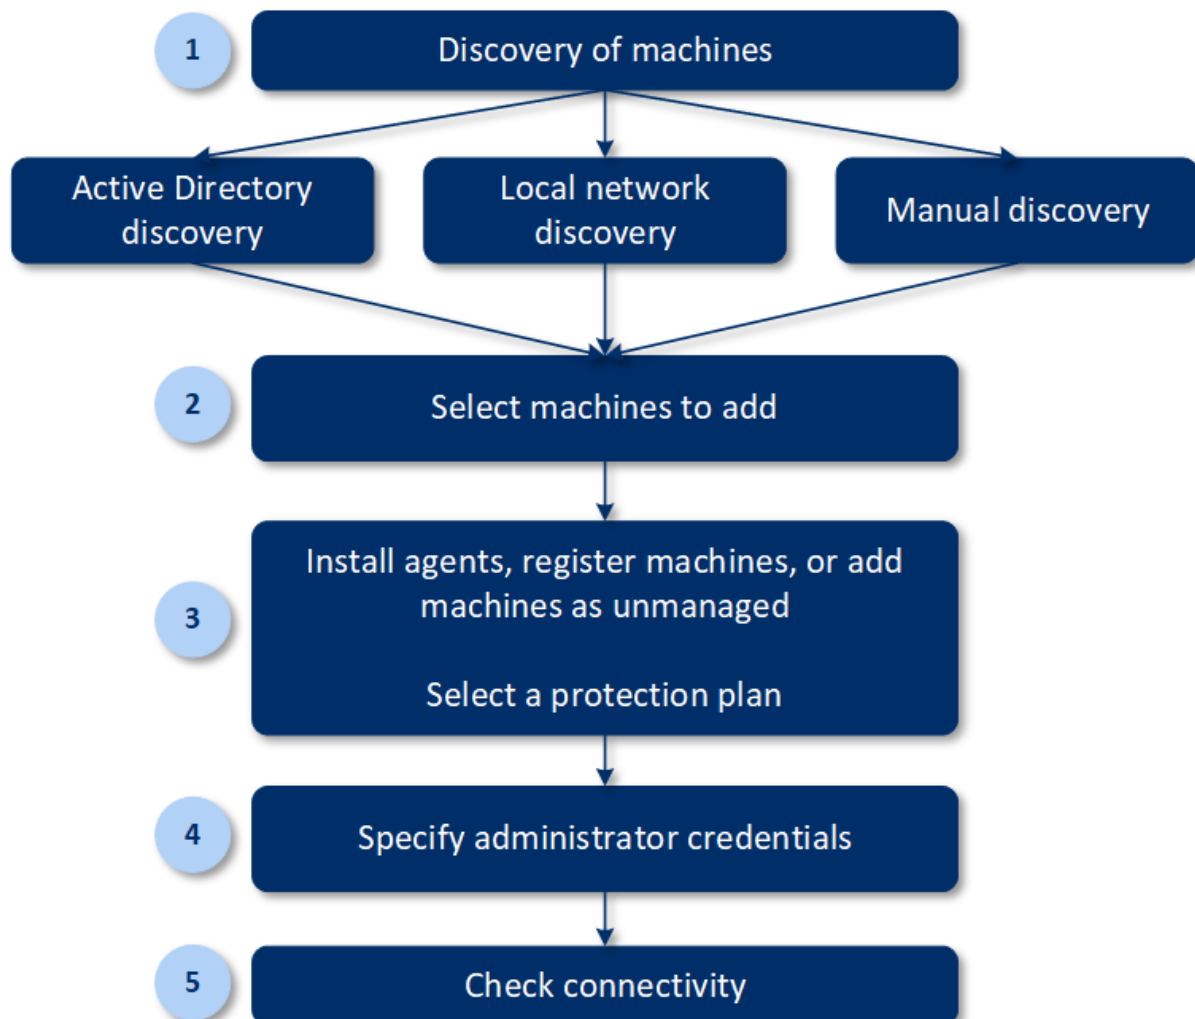 1
Discovery of machines
Active Directory
discovery
Local network
discovery
Manual discovery
2
Select machines to add
3
Install agents, register machines, or add
machines as unmanaged
Select a protection plan
4
Specify administrator credentials
5
Check connectivity